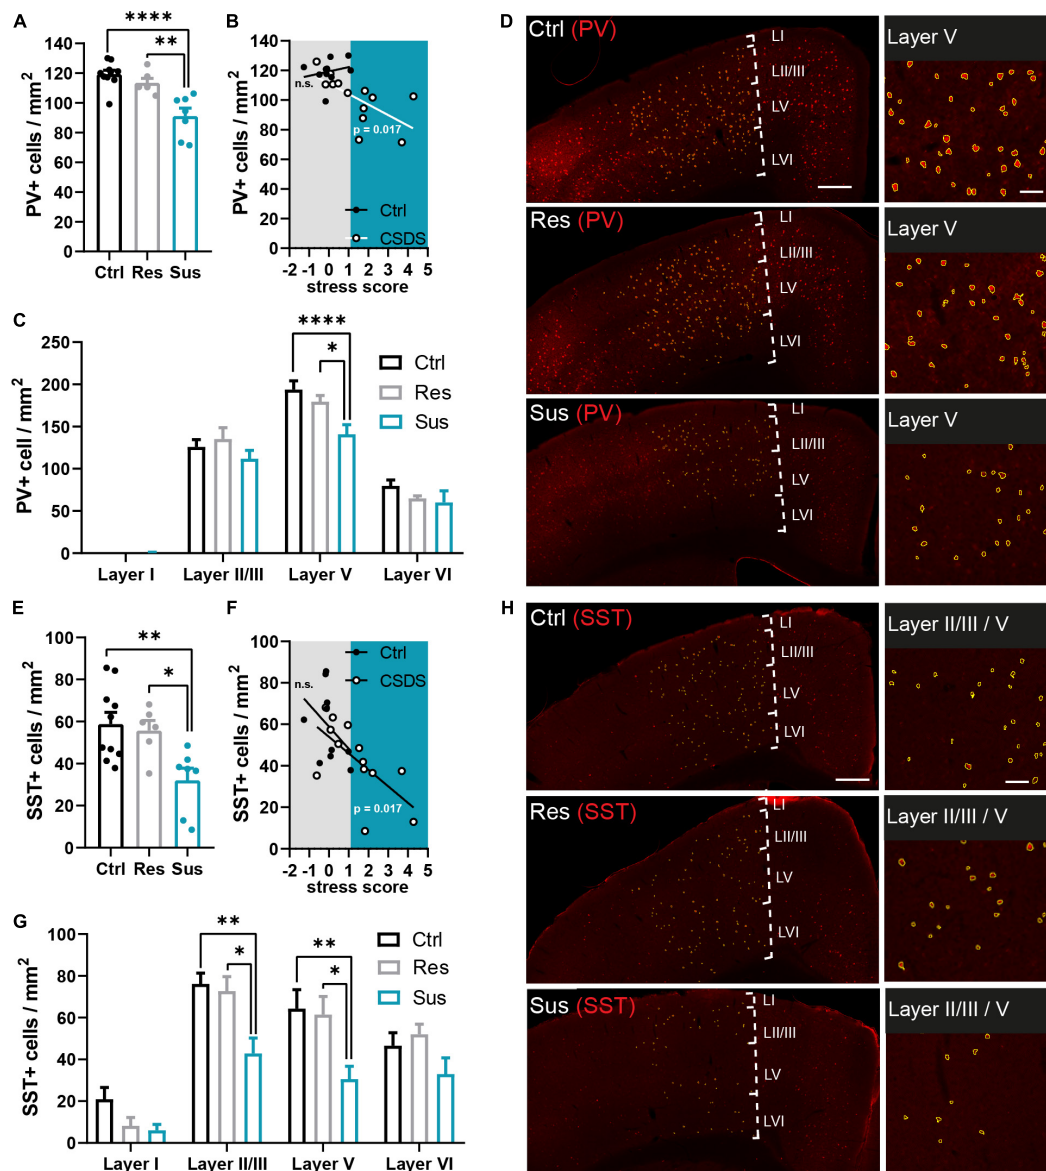 A
****
**
PV+ cells / mm2
140
120
100
80
60
40
20
0
Ctrl Res Sus
B
PV+ cells / mm2
140
120
100
80
60
40
20
0
n.s.
p = 0.017
Ctrl
CSDS
-2 -1 0 1 2 3 4 5
stress score
C
****
*
PV+ cell / mm2
250
200
150
100
50
0
Ctrl
Res
Sus
Layer I Layer II/III Layer V Layer VI
D
Ctrl (PV)
LI
LII/III
LV
LVI
Layer V
Res (PV)
LI
LII/III
LV
LVI
Layer V
Sus (PV)
LI
LII/III
LV
LVI
Layer V
E
**
*
SST+ cells / mm2
100
80
60
40
20
0
Ctrl Res Sus
F
SST+ cells / mm2
100
80
60
40
20
0
Ctrl
CSDS
n.s.
p = 0.017
-2 -1 0 1 2 3 4 5
stress score
G
**
*
**
*
SST+ cells / mm2
100
80
60
40
20
0
Ctrl
Res
Sus
Layer I Layer II/III Layer V Layer VI
H
Ctrl (SST)
LI
LII/III
LV
LVI
Layer II/III / V
Res (SST)
LI
LII/III
LV
LVI
Layer II/III / V
Sus (SST)
LI
LII/III
LV
LVI
Layer II/III / V